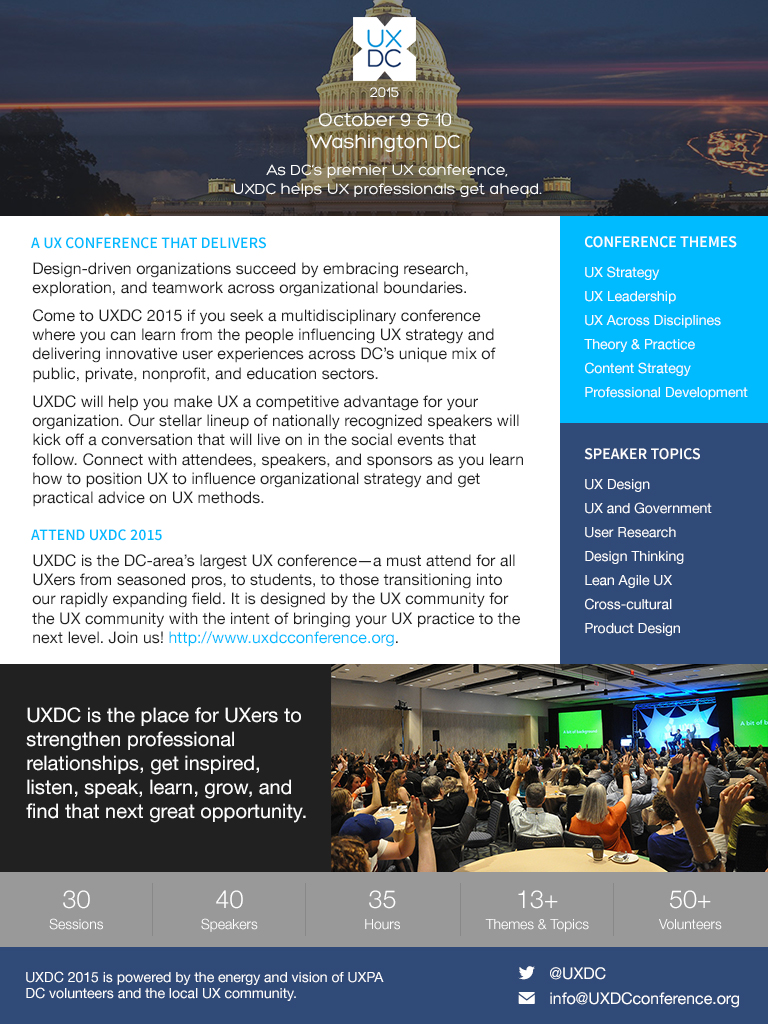 UX
DC
2015
October 9 & 10
Washington DC
As DC's premier UX conference,
UXDC helps UX professionals get ahead.
A UX CONFERENCE THAT DELIVERS
Design-driven organizations succeed by embracing research,
exploration, and teamwork across organizational boundaries.
Come to UXDC 2015 if you seek a multidisciplinary conference
where you can learn from the people influencing UX strategy and
delivering innovative user experiences across DC's unique mix of
public, private, nonprofit, and education sectors.
UXDC will help you make UX a competitive advantage for your
organization. Our stellar lineup of nationally recognized speakers will
kick off a conversation that will live on in the social events that
follow. Connect with attendees, speakers, and sponsors as you learn
how to position UX to influence organizational strategy and get
practical advice on UX methods.
ATTEND UXDC 2015
UXDC is the DC-area's largest UX conference—a must attend for all
UXers from seasoned pros, to students, to those transitioning into
our rapidly expanding field. It is designed by the UX community for
the UX community with the intent of bringing your UX practice to the
next level. Join us! http://www.uxdcconference.org.
CONFERENCE THEMES
UX Strategy
UX Leadership
UX Across Disciplines
Theory & Practice
Content Strategy
Professional Development
SPEAKER TOPICS
UX Design
UX and Government
User Research
Design Thinking
Lean Agile UX
Cross-cultural
Product Design
UXDC is the place for UXers to
strengthen professional
relationships, get inspired,
listen, speak, learn, grow, and
find that next great opportunity.
A bit of background
A bit of b
30
Sessions
40
Speakers
35
Hours
13+
Themes & Topics
50+
Volunteers
UXDC 2015 is powered by the energy and vision of UXPA
DC volunteers and the local UX community.
@UXDC
info@UXDCconference.org